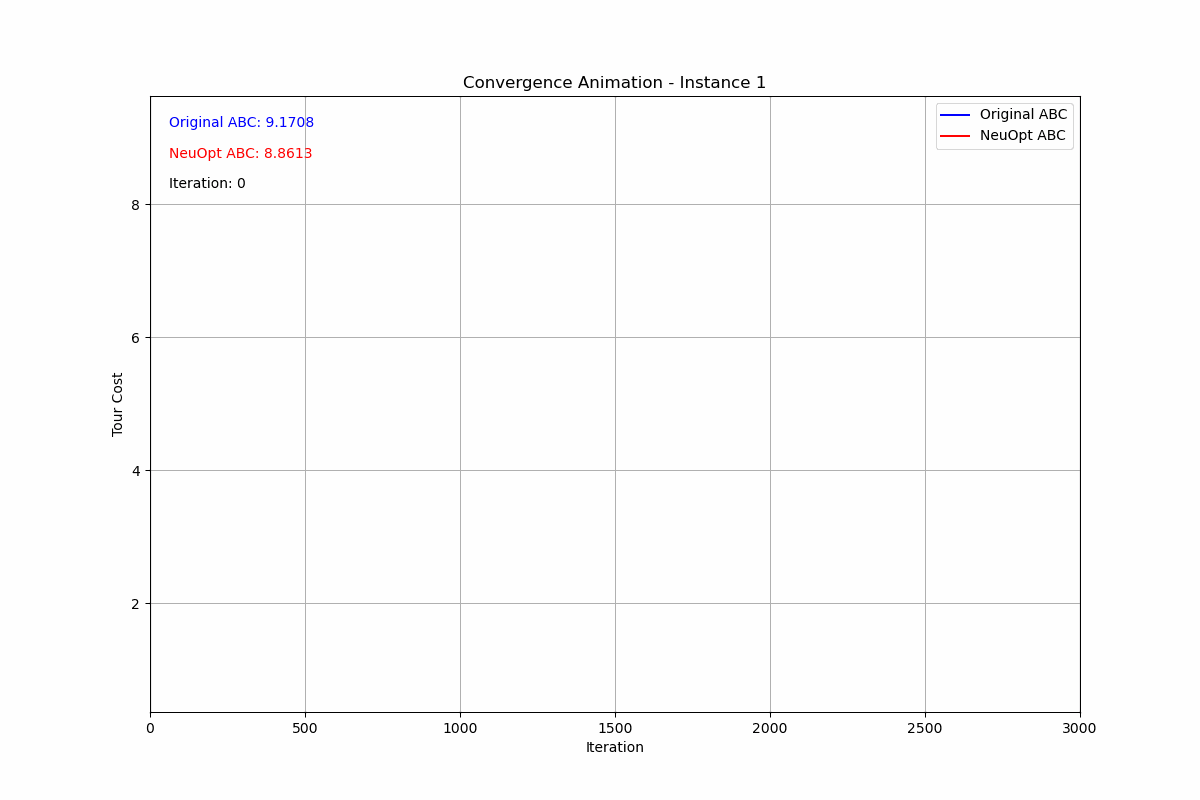 Convergence Animation - Instance 1
Original ABC: 9.1708
NeuOpt ABC: 8.8613
Iteration: 0
Original ABC
NeuOpt ABC
8
6
4
2
Tour Cost
0 500 1000 1500 2000 2500 3000
Iteration